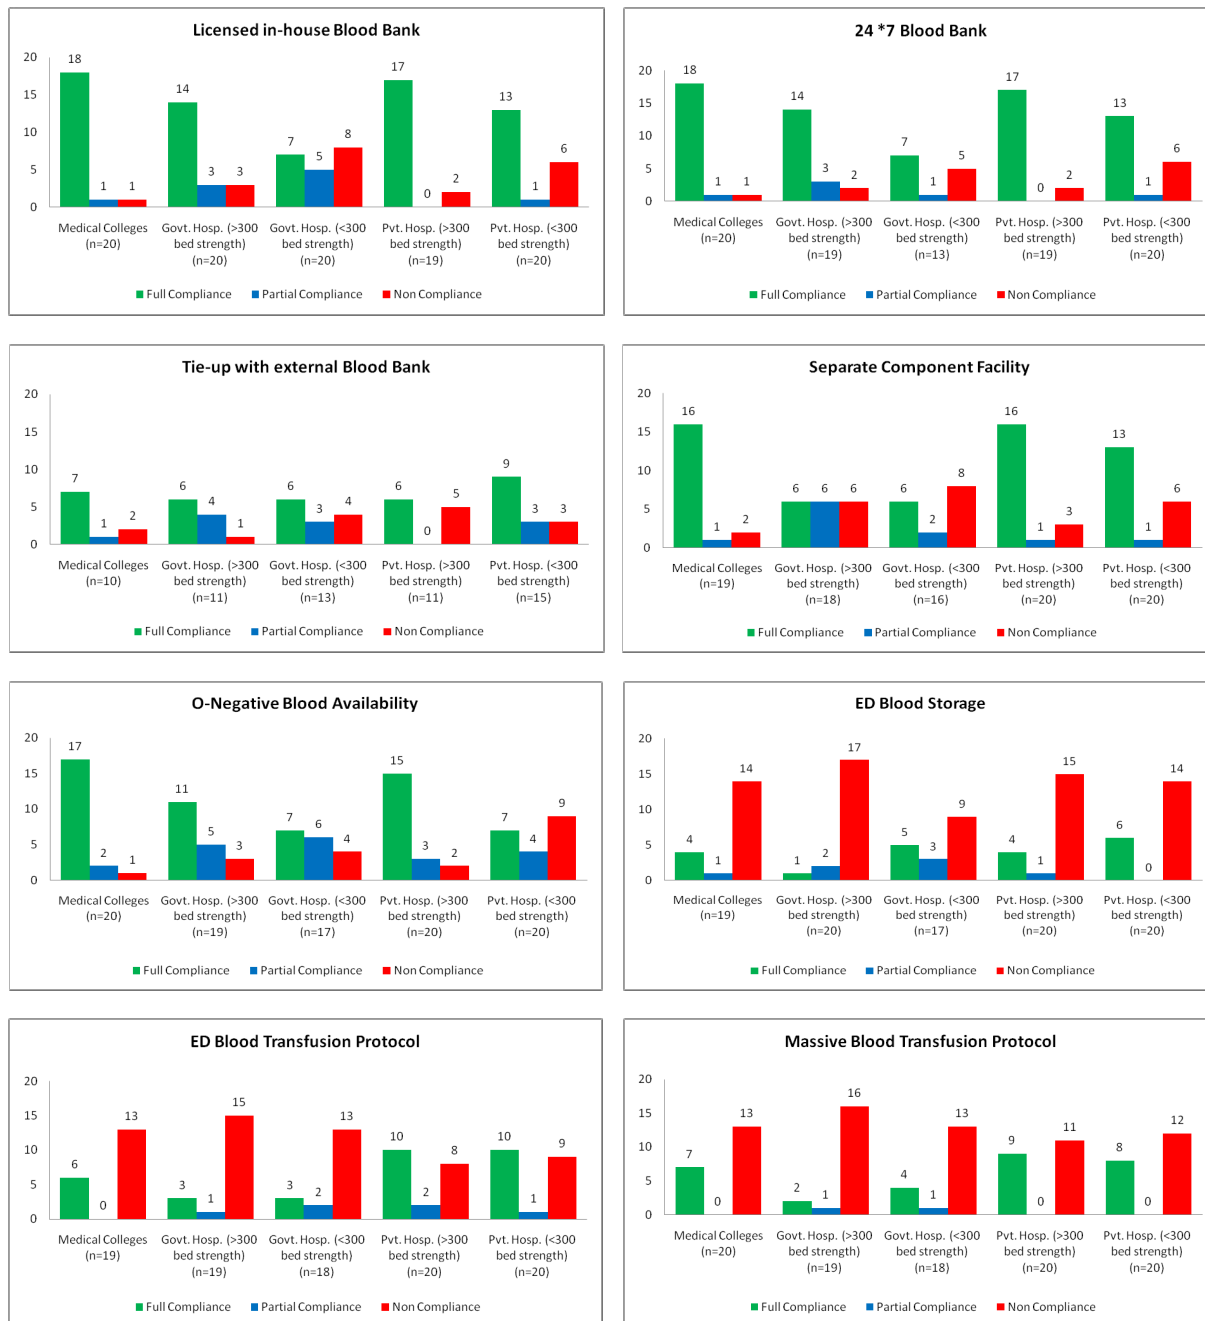 Licensed in-house Blood Bank
20
15
10
5
0
18
1
1
14
3
3
7
5
8
17
0
2
13
1
6
Medical Colleges
(n=20)
Govt. Hosp. (>300
bed strength)
(n=20)
Govt. Hosp. (<300
bed strength)
(n=20)
Pvt. Hosp. (>300
bed strength)
(n=19)
Pvt. Hosp. (<300
bed strength)
(n=20)
Full Compliance
Partial Compliance
Non Compliance
24 *7 Blood Bank
20
15
10
5
0
18
1
1
14
3
2
7
1
5
17
0
2
13
1
6
Medical Colleges
(n=20)
Govt. Hosp. (>300
bed strength)
(n=19)
Govt. Hosp. (<300
bed strength)
(n=13)
Pvt. Hosp. (>300
bed strength)
(n=19)
Pvt. Hosp. (<300
bed strength)
(n=20)
Full Compliance
Partial Compliance
Non Compliance
Tie-up with external Blood Bank
20
15
10
5
0
7
1
2
6
4
1
6
3
4
6
0
5
9
3
3
Medical Colleges
(n=10)
Govt. Hosp. (>300
bed strength)
(n=11)
Govt. Hosp. (<300
bed strength)
(n=13)
Pvt. Hosp. (>300
bed strength)
(n=11)
Pvt. Hosp. (<300
bed strength)
(n=15)
Full Compliance
Partial Compliance
Non Compliance
Separate Component Facility
20
15
10
5
0
16
1
2
6
6
6
6
2
8
16
1
3
13
1
6
Medical Colleges
(n=19)
Govt. Hosp. (>300
bed strength)
(n=18)
Govt. Hosp. (<300
bed strength)
(n=16)
Pvt. Hosp. (>300
bed strength)
(n=20)
Pvt. Hosp. (<300
bed strength)
(n=20)
Full Compliance
Partial Compliance
Non Compliance
O-Negative Blood Availability
20
15
10
5
0
17
2
1
11
5
3
7
6
4
15
3
2
7
4
9
Medical Colleges
(n=20)
Govt. Hosp. (>300
bed strength)
(n=19)
Govt. Hosp. (<300
bed strength)
(n=17)
Pvt. Hosp. (>300
bed strength)
(n=20)
Pvt. Hosp. (<300
bed strength)
(n=20)
Full Compliance
Partial Compliance
Non Compliance
ED Blood Storage
20
15
10
5
0
4
1
14
1
2
17
5
3
9
4
1
15
6
0
14
Medical Colleges
(n=19)
Govt. Hosp. (>300
bed strength)
(n=20)
Govt. Hosp. (<300
bed strength)
(n=17)
Pvt. Hosp. (>300
bed strength)
(n=20)
Pvt. Hosp. (<300
bed strength)
(n=20)
Full Compliance
Partial Compliance
Non Compliance
ED Blood Transfusion Protocol
20
15
10
5
0
6
0
13
3
1
15
3
2
13
10
2
8
10
1
9
Medical Colleges
(n=19)
Govt. Hosp. (>300
bed strength)
(n=19)
Govt. Hosp. (<300
bed strength)
(n=18)
Pvt. Hosp. (>300
bed strength)
(n=20)
Pvt. Hosp. (<300
bed strength)
(n=20)
Full Compliance
Partial Compliance
Non Compliance
Massive Blood Transfusion Protocol
20
15
10
5
0
7
0
13
2
1
16
4
1
13
9
0
11
8
0
12
Medical Colleges
(n=20)
Govt. Hosp. (>300
bed strength)
(n=19)
Govt. Hosp. (<300
bed strength)
(n=18)
Pvt. Hosp. (>300
bed strength)
(n=20)
Pvt. Hosp. (<300
bed strength)
(n=20)
Full Compliance
Partial Compliance
Non Compliance